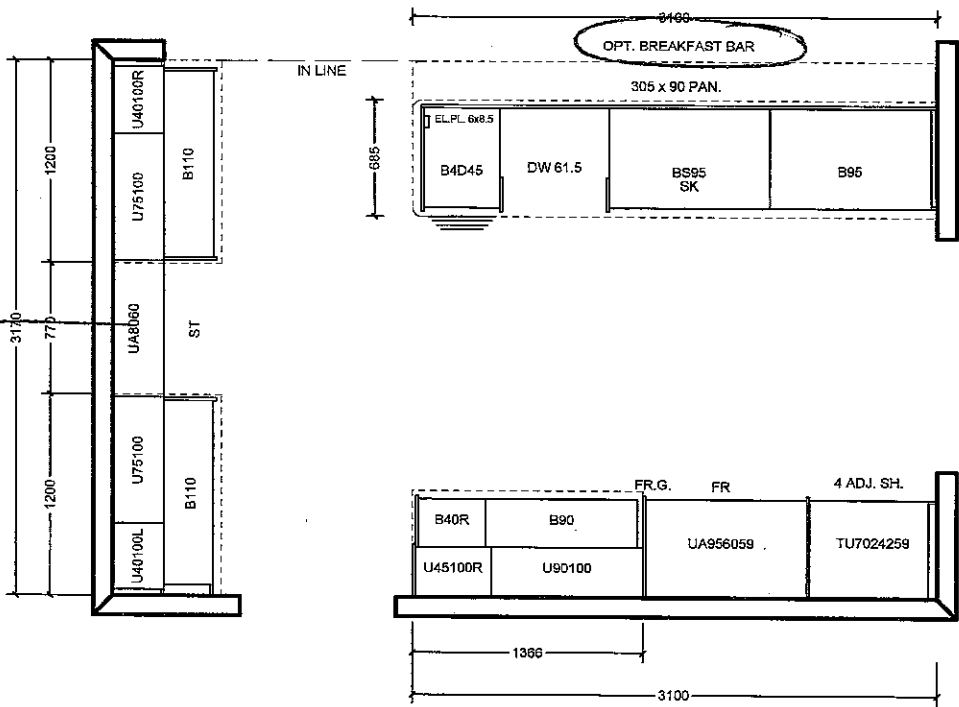 3100
OPT. BREAKFAST BAR
IN LINE
305 x 90 PAN.
EL.PL. 6x8.5
B4D45
DW 61.5
BS95
SK
B95
685
U40100R
U75100
B110
1200
UA8060
ST
770
3170
U75100
B110
U40100L
1200
FR.G.
FR
4 ADJ. SH.
B40R
B90
UA956059
TU7024259
U45100R
U90100
1366
3100